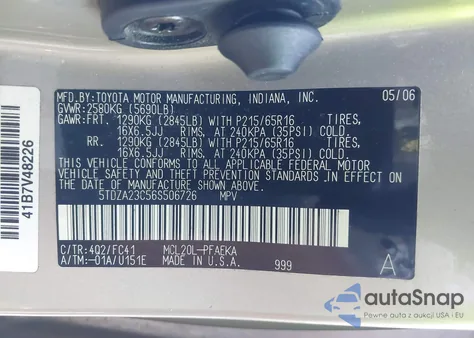 MFD.BY:TOYOTA MOTOR MANUFACTURING, INDIANA, INC. 05/06
GVWR: 2580KG (5690LB)
GAWR:FRT. 1290KG (2845LB) WITH P215/65R16 TIRES,
16X6.5JJ RIMS, AT 240KPA (35PSI) COLD.
RR. 1290KG (2845LB) WITH P215/65R16 TIRES,
16X6.5JJ RIMS, AT 240KPA (35PSI) COLD.
THIS VEHICLE CONFORMS TO ALL APPLICABLE FEDERAL MOTOR
VEHICLE SAFETY, BUMPER, AND THEFT PREVENTION STANDARDS IN
EFFECT ON THE DATE OF MANUFACTURE SHOWN ABOVE.
5TDZA23C56S506726 MPV
C/TR:4Q2/FC41 MCL20L-PFAEKA
A/TM:-01A/U151E MADE IN U.S.A. 999 A
41B7V48226
autoSnap
Pewne auto z USA i EU